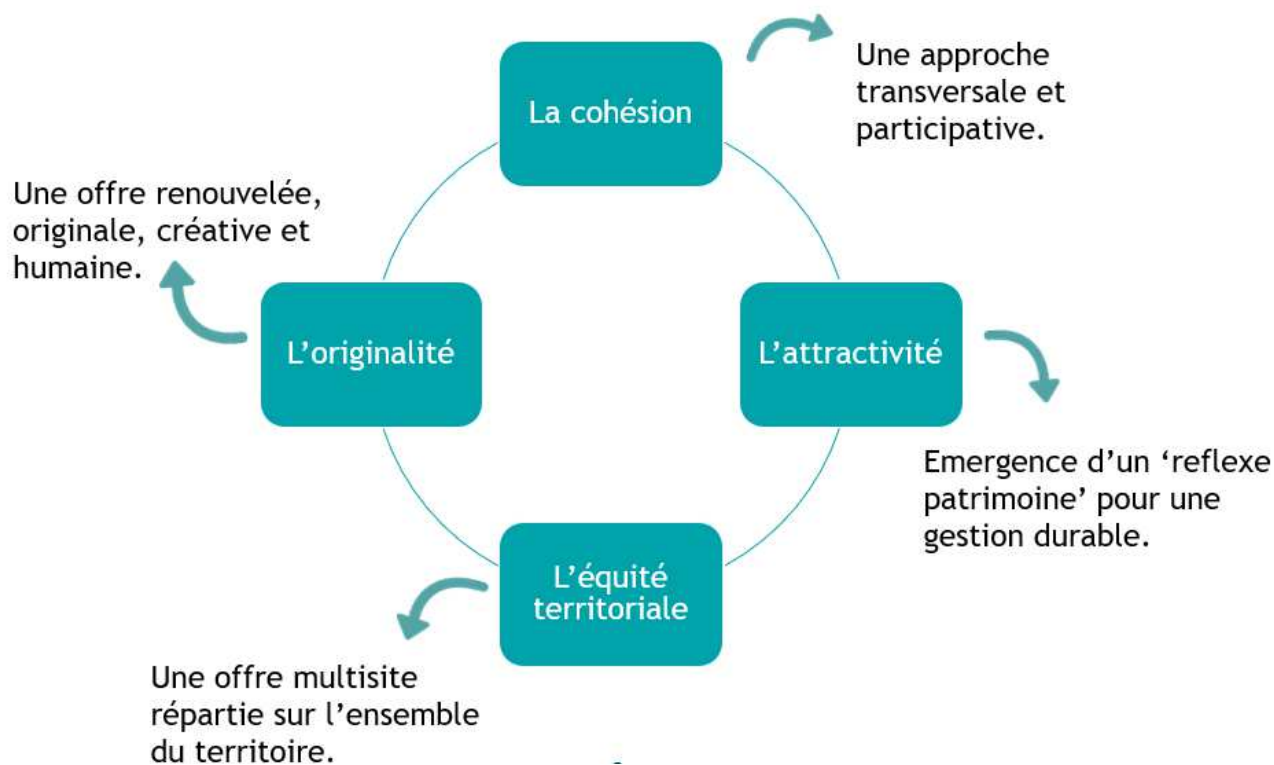 La cohésion
Une approche
transversale et
participative.
Une offre renouvelée,
originale, créative et
humaine.
L’originalité
L’attractivité
Emergence d’un ‘reflexe
patrimoine’ pour une
gestion durable.
L’équité
territoriale
Une offre multisite
répartie sur l’ensemble
du territoire.